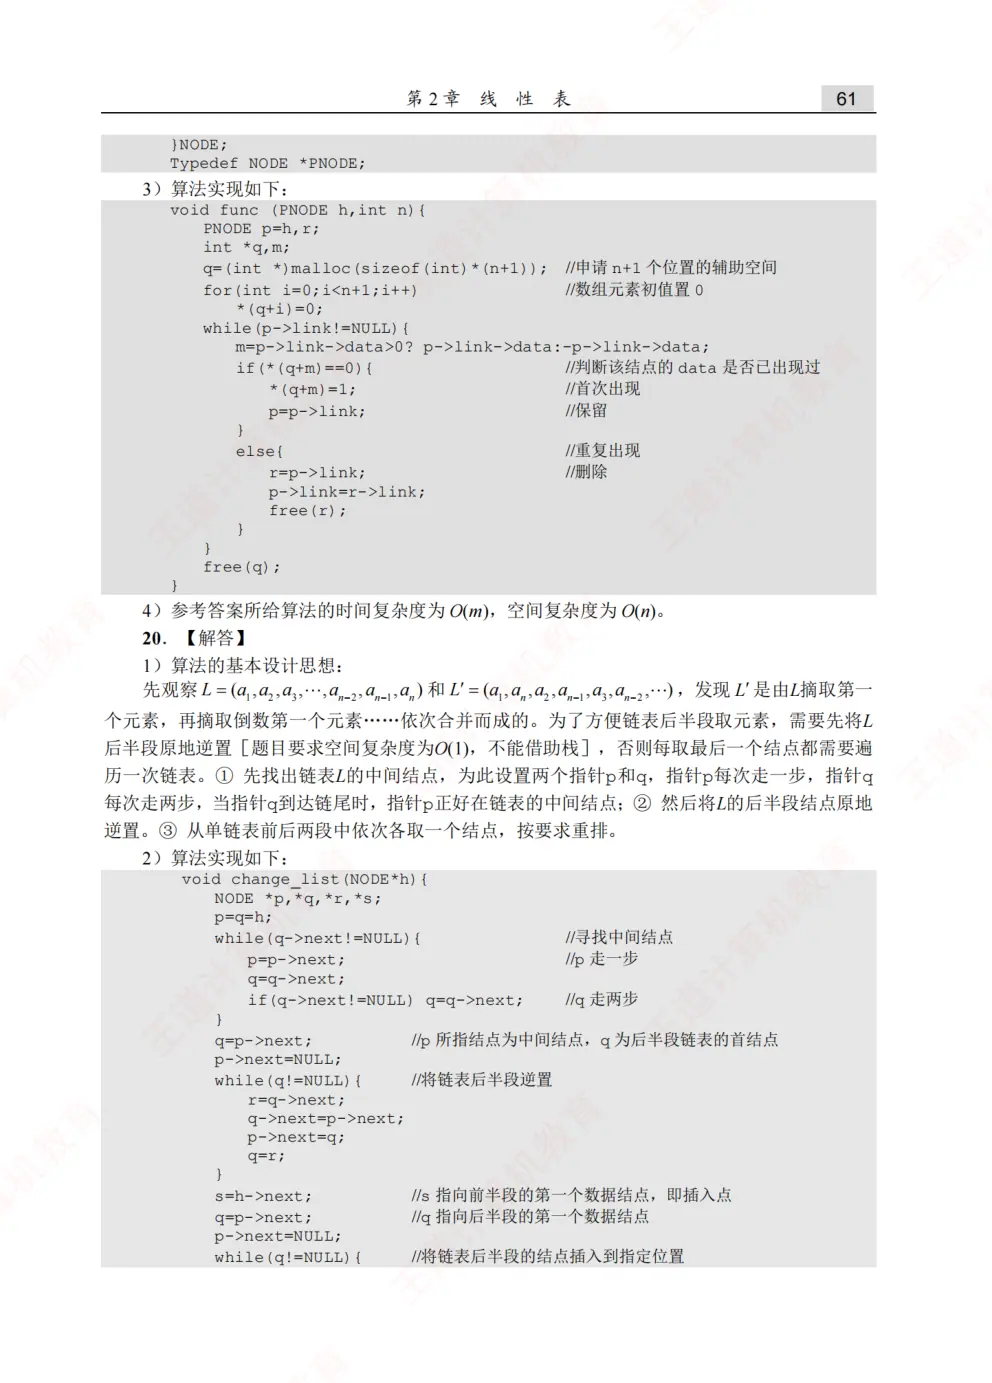 第 2 章 线 性 表 61
}NODE;
Typedef NODE *PNODE;
3）算法实现如下：
void func (PNODE h,int n){
PNODE p=h,r;
int *q,m;
q=(int *)malloc(sizeof(int)*(n+1)); //申请 n+1 个位置的辅助空间
for(int i=0;i<n+1;i++) //数组元素初值置 0
*(q+i)=0;
while(p->link!=NULL){
m=p->link->data>0? p->link->data:-p->link->data;
if(*(q+m)==0){ //判断该结点的 data 是否已出现过
*(q+m)=1; //首次出现
p=p->link; //保留
}
else{ //重复出现
r=p->link; //删除
p->link=r->link;
free(r);
}
}
free(q);
}
4）参考答案所给算法的时间复杂度为 O(m)，空间复杂度为 O(n)。
20. 【解答】
1）算法的基本设计思想：
先观察 L = (a₁,a₂,a₃,⋯,aₙ₋₂,aₙ₋₁,aₙ) 和 L′ = (a₁,aₙ,a₂,aₙ₋₁,a₃,aₙ₋₂,⋯)，发现 L′ 是由L摘取第一
个元素，再摘取倒数第一个元素……依次合并而成的。为了方便链表后半段取元素，需要先将L
后半段原地逆置［题目要求空间复杂度为O(1)，不能借助栈］，否则每取最后一个结点都需要遍
历一次链表。① 先找出链表L的中间结点，为此设置两个指针p和q，指针p每次走一步，指针q
每次走两步，当指针q到达链尾时，指针p正好在链表的中间结点；② 然后将L的后半段结点原地
逆置。③ 从单链表前后两段中依次各取一个结点，按要求重排。
2）算法实现如下：
void change_list(NODE*h){
NODE *p,*q,*r,*s;
p=q=h;
while(q->next!=NULL){ //寻找中间结点
p=p->next; //p 走一步
q=q->next;
if(q->next!=NULL) q=q->next; //q 走两步
}
q=p->next; //p 所指结点为中间结点，q 为后半段链表的首结点
p->next=NULL;
while(q!=NULL){ //将链表后半段逆置
r=q->next;
q->next=p->next;
p->next=q;
q=r;
}
s=h->next; //s 指向前半段的第一个数据结点，即插入点
q=p->next; //q 指向后半段的第一个数据结点
p->next=NULL;
while(q!=NULL){ //将链表后半段的结点插入到指定位置
王道计算机教育